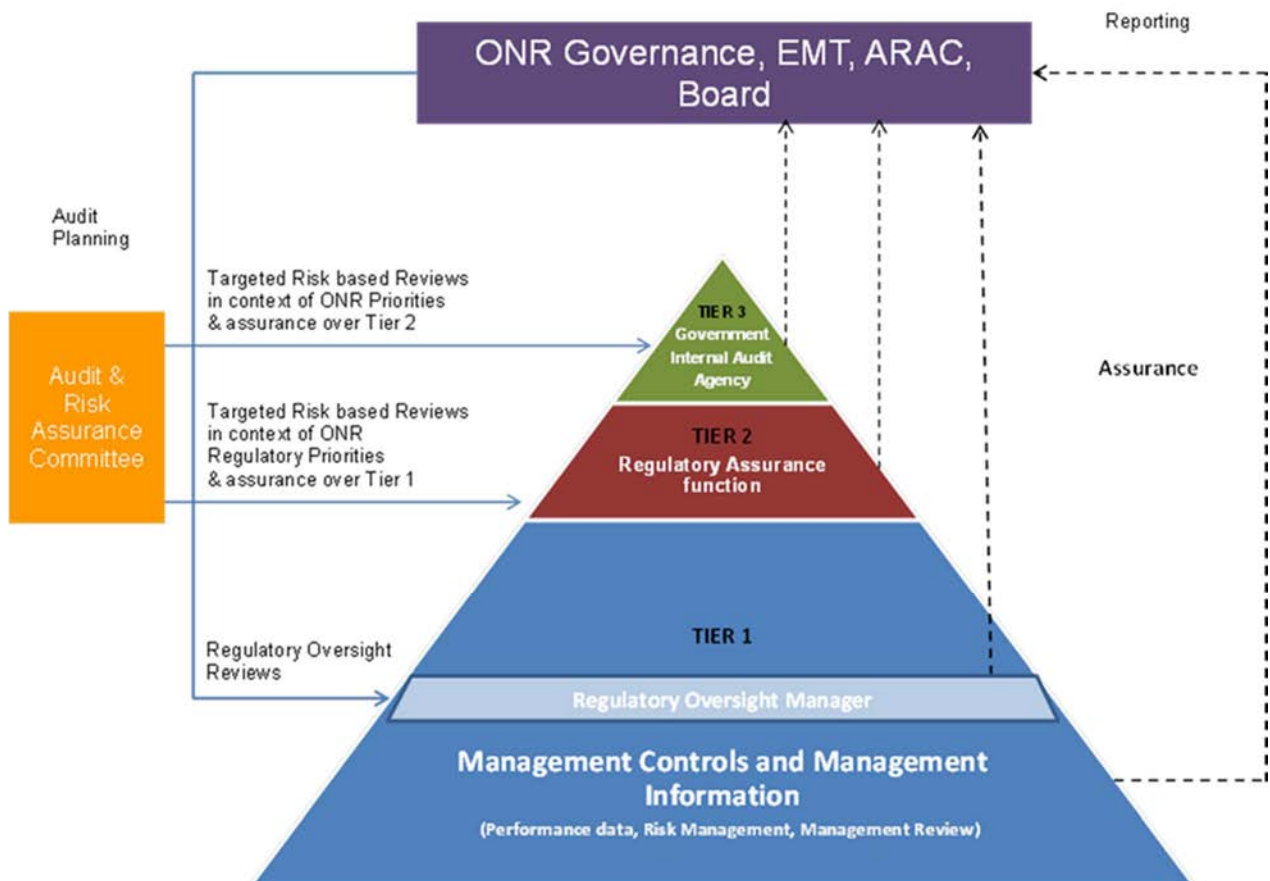 Reporting
ONR Governance, EMT, ARAC,
Board
Audit
Planning
Targeted Risk based Reviews
in context of ONR Priorities
& assurance over Tier 2
Audit &
Risk
Assurance
Committee
Targeted Risk based Reviews
in context of ONR
Regulatory Priorities
& assurance over Tier 1
Regulatory Oversight
Reviews
TIER 3
Government
Internal Audit
Agency
Assurance
TIER 2
Regulatory Assurance
function
TIER 1
Regulatory Oversight Manager
Management Controls and Management
Information
(Performance data, Risk Management, Management Review)